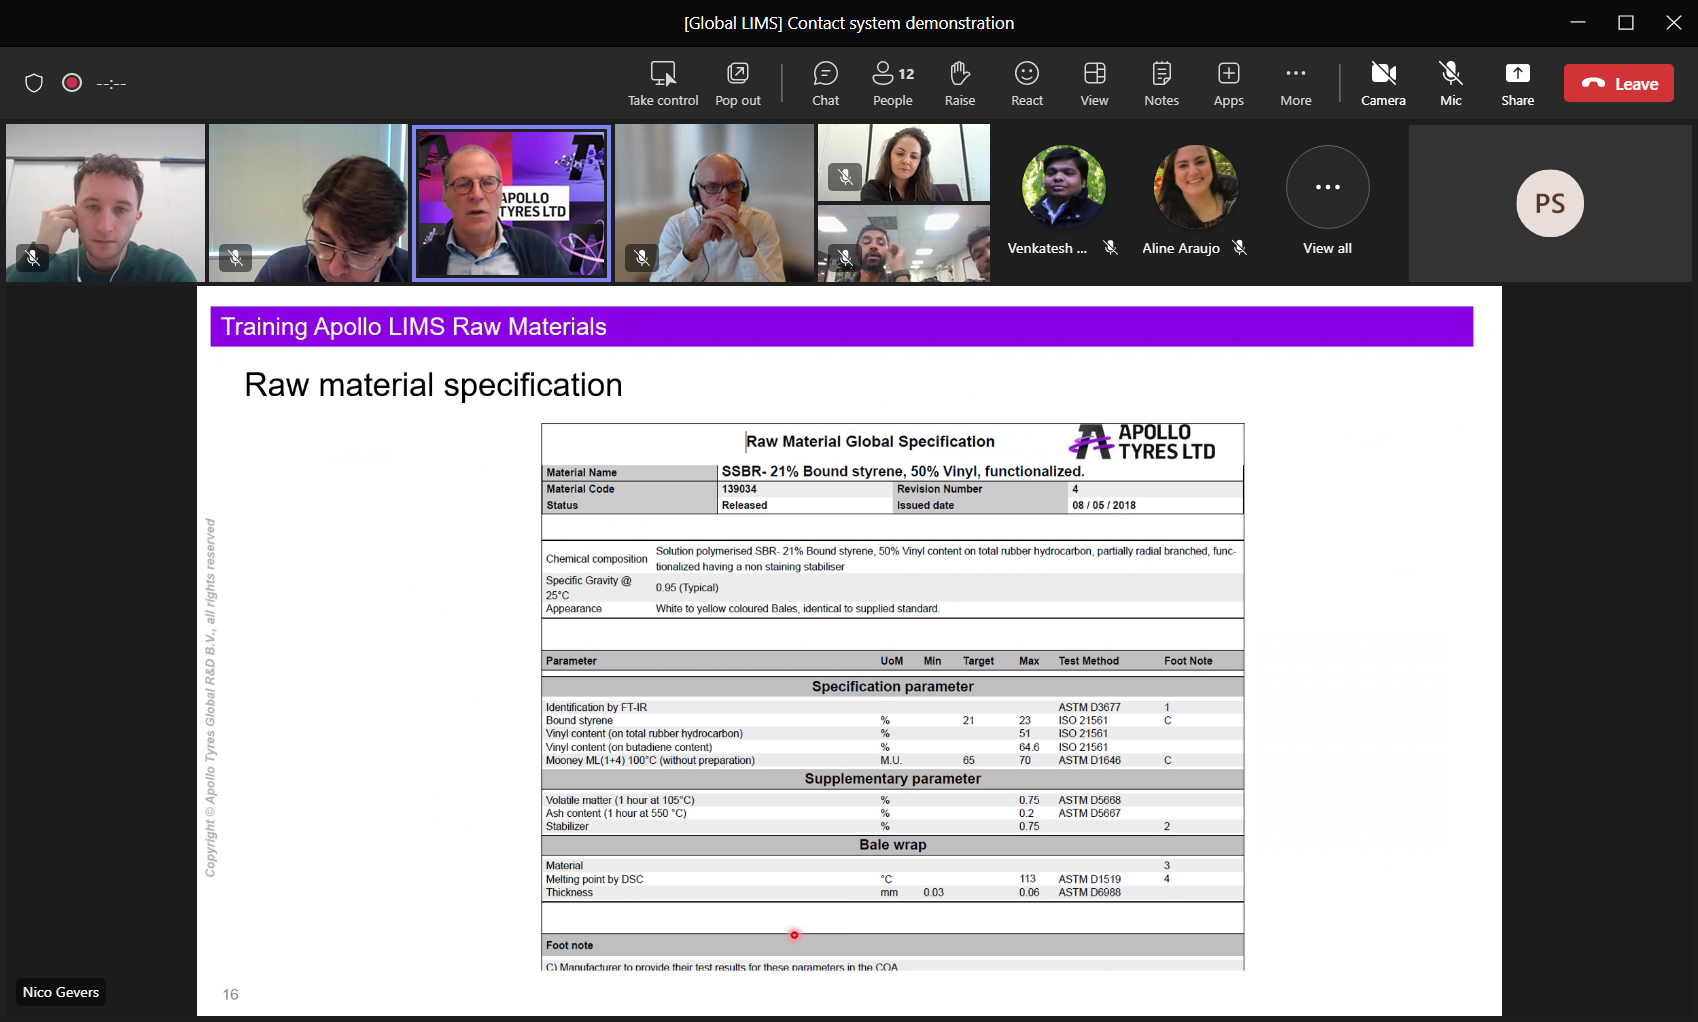 [Global LIMS] Contact system demonstration
--:--
Take control
Pop out
Chat
12
People
Raise
React
View
Notes
Apps
More
Camera
Mic
Share
Leave
APOLLO
TYRES LTD
Venkatesh ...
Aline Araujo
View all
PS
Training Apollo LIMS Raw Materials
Raw material specification
Raw Material Global Specification
APOLLO
TYRES LTD
Material Name SSBR- 21% Bound styrene, 50% Vinyl, functionalized.
Material Code 139034 Revision Number 4
Status Released Issued date 08 / 05 / 2018
Chemical composition Solution polymerised SBR- 21% Bound styrene, 50% Vinyl content on total rubber hydrocarbon, partially radial branched, func-
tionalized having a non staining stabiliser
Specific Gravity @
25°C 0.95 (Typical)
Appearance White to yellow coloured Bales, identical to supplied standard.
Parameter UoM Min Target Max Test Method Foot Note
Specification parameter
Identification by FT-IR ASTM D3677 1
Bound styrene % 21 23 ISO 21561 C
Vinyl content (on total rubber hydrocarbon) % 51 ISO 21561
Vinyl content (on butadiene content) % 64.6 ISO 21561
Mooney ML(1+4) 100°C (without preparation) M.U. 65 70 ASTM D1646 C
Supplementary parameter
Volatile matter (1 hour at 105°C) % 0.75 ASTM D5668
Ash content (1 hour at 550 °C) % 0.2 ASTM D5667
Stabilizer % 0.75 2
Bale wrap
Material 3
Melting point by DSC °C 113 ASTM D1519 4
Thickness mm 0.03 0.06 ASTM D6988
Foot note
C) Manufacturer to provide their test results for these parameters in the COA
Copyright © Apollo Tyres Global R&D B.V., all rights reserved
16
Nico Gevers